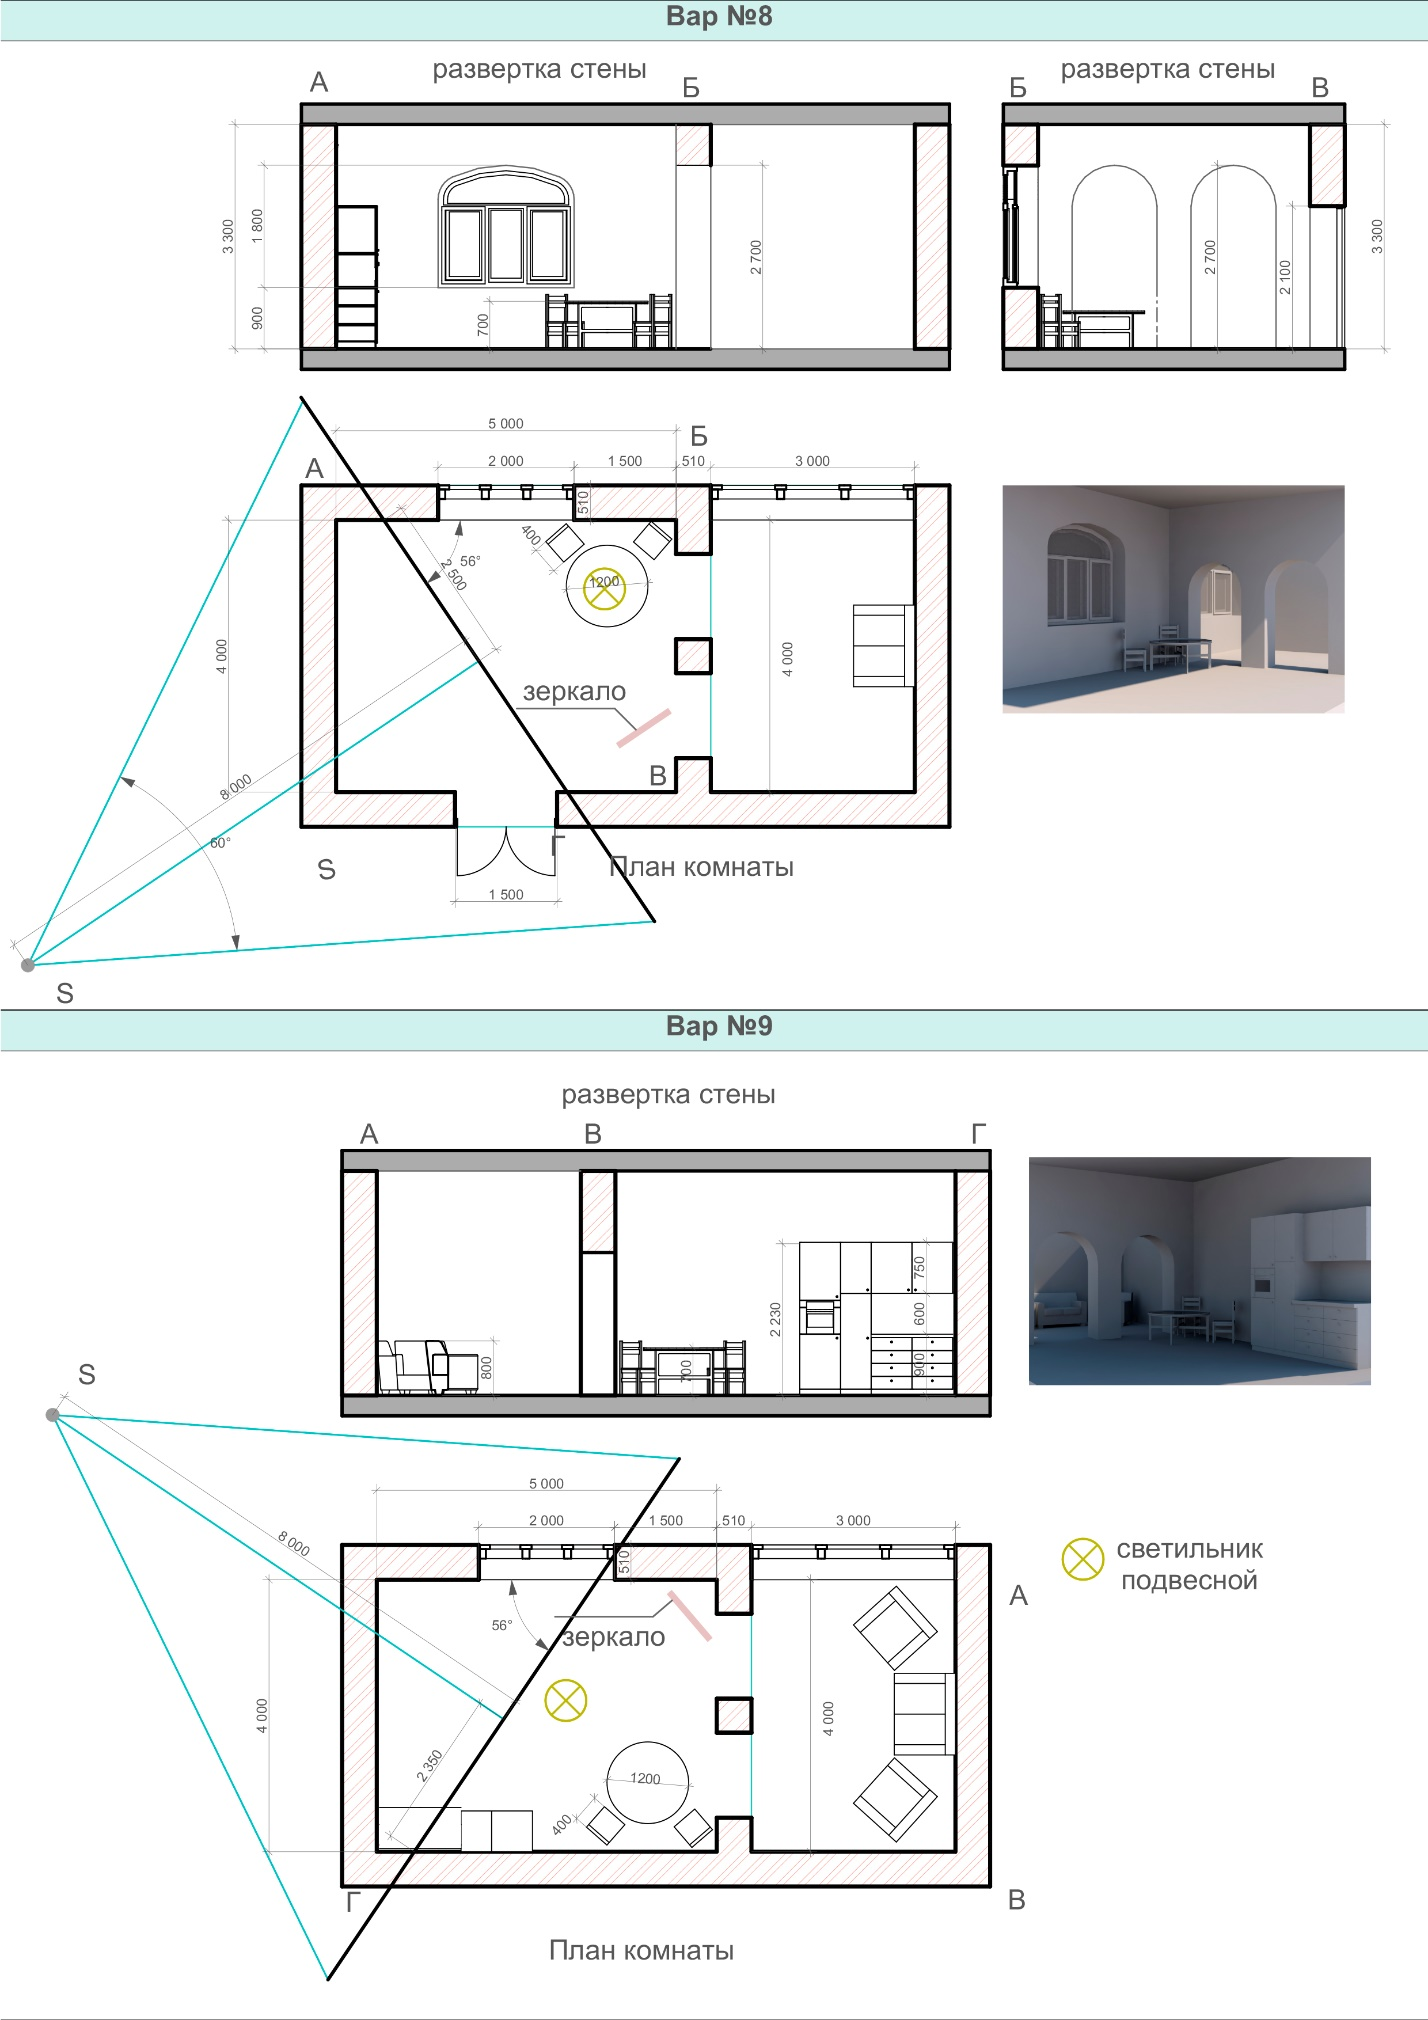 Вар №8
развертка стены
развертка стены
А
Б
Б
В
3 300
1 800
900
700
2 700
2 700
2 100
3 300
5 000
Б
А
2 000
1 500
510
3 000
510
400
56°
2 500
1200
4 000
4 000
зеркало
В
8 000
60°
Г
S
План комнаты
1 500
S
Вар №9
развертка стены
А
В
Г
750
2 230
600
800
700
900
S
5 000
2 000
1 500
510
3 000
8 000
510
светильник
подвесной
А
56°
зеркало
4 000
4 000
2 350
1200
400
Г
В
План комнаты